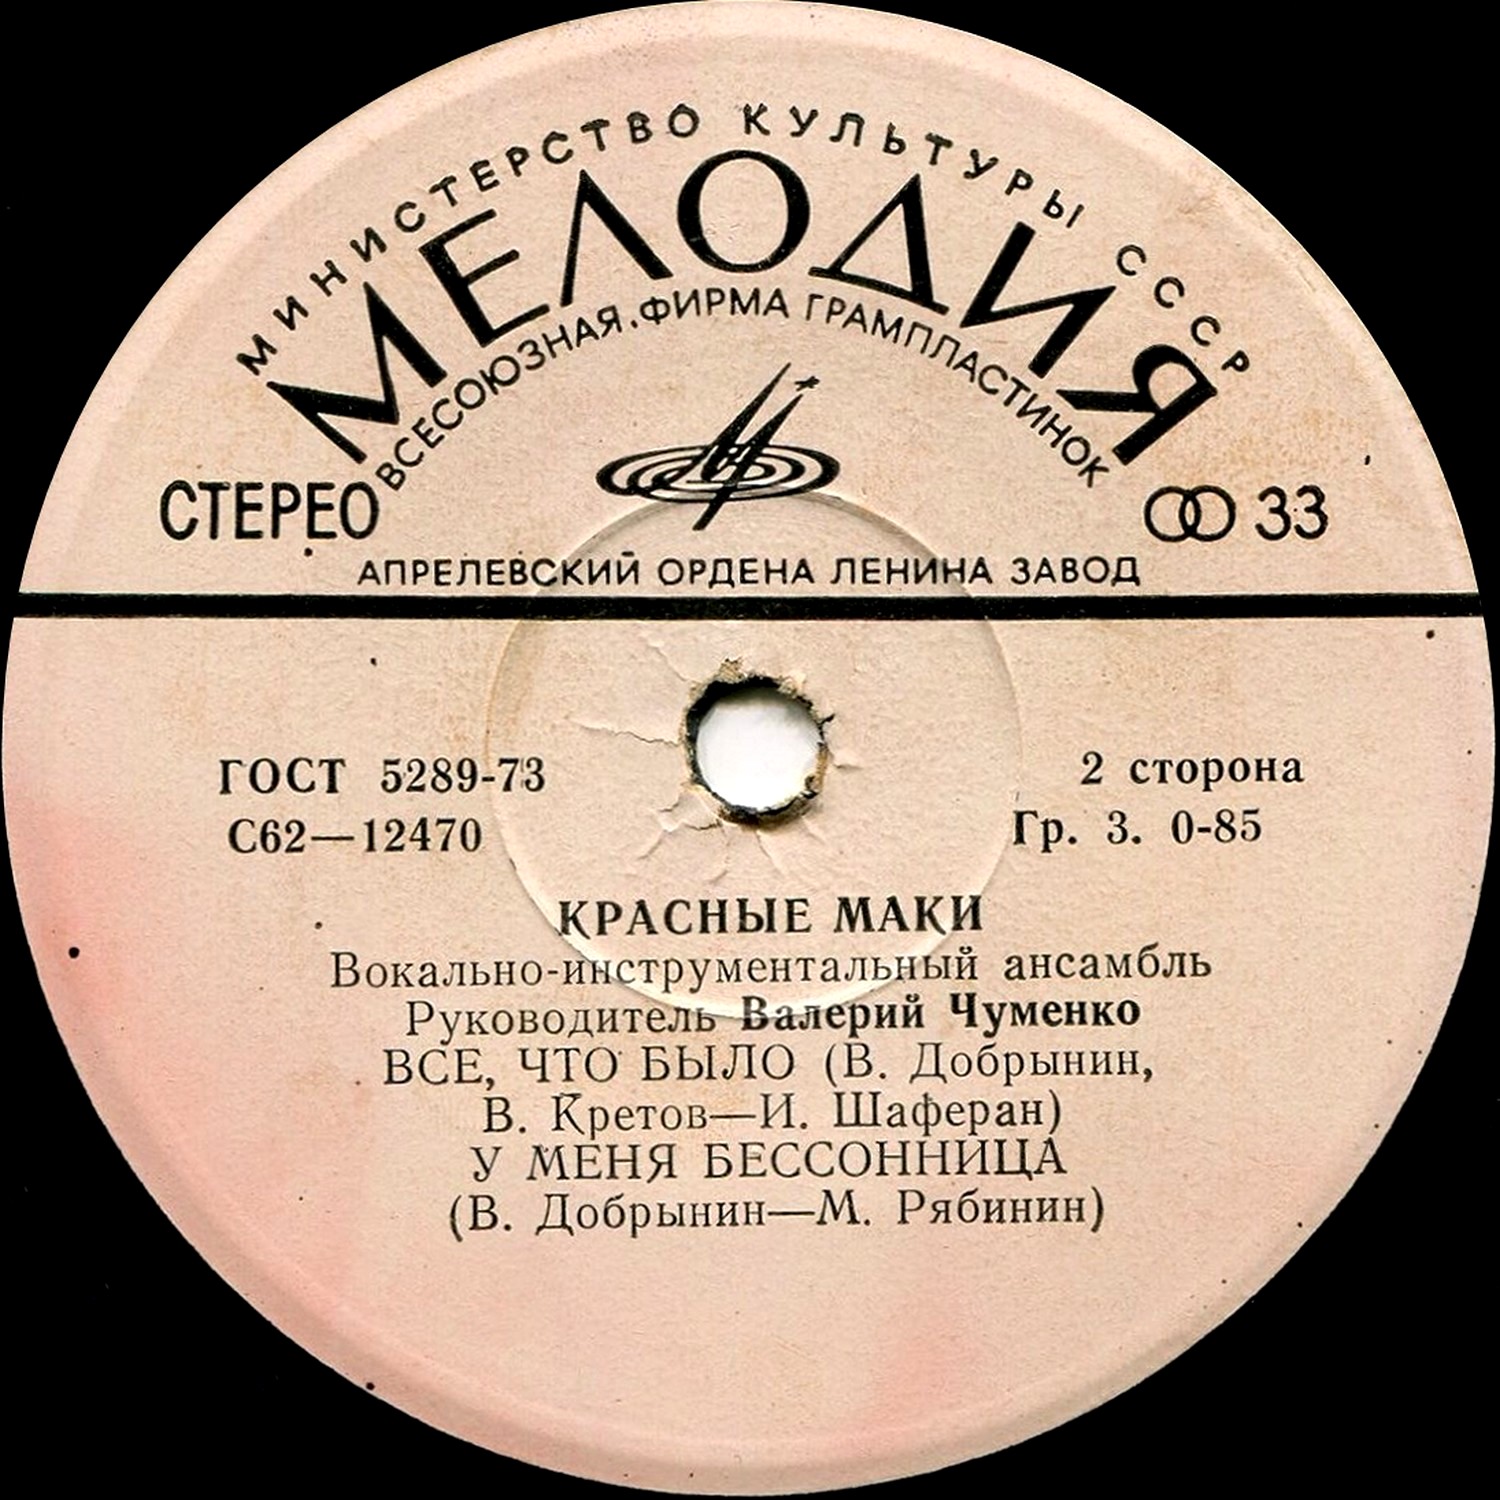 МИНИСТЕРСТВО КУЛЬТУРЫ СССР
МЕЛОДИЯ
ВСЕСОЮЗНАЯ ФИРМА ГРАМПЛАСТИНОК
СТЕРЕО
33
АПРЕЛЕВСКИЙ ОРДЕНА ЛЕНИНА ЗАВОД
ГОСТ 5289-73
2 сторона
С62—12470
Гр. 3. 0-85
КРАСНЫЕ МАКИ
Вокально-инструментальный ансамбль
Руководитель Валерий Чуменко
ВСЕ, ЧТО БЫЛО (В. Добрынин,
В. Кретов—И. Шаферан)
У МЕНЯ БЕССОННИЦА
(В. Добрынин—М. Рябинин)